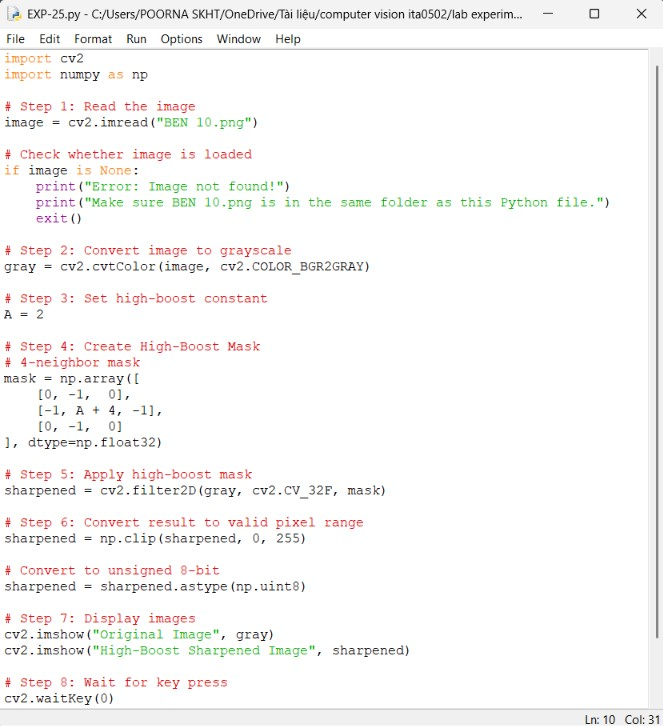 EXP-25.py - C:/Users/POORNA SKHT/OneDrive/Tài liệu/computer vision ita0502/lab experim...
File Edit Format Run Options Window Help
import cv2
import numpy as np

# Step 1: Read the image
image = cv2.imread("BEN 10.png")

# Check whether image is loaded
if image is None:
    print("Error: Image not found!")
    print("Make sure BEN 10.png is in the same folder as this Python file.")
    exit()

# Step 2: Convert image to grayscale
gray = cv2.cvtColor(image, cv2.COLOR_BGR2GRAY)

# Step 3: Set high-boost constant
A = 2

# Step 4: Create High-Boost Mask
# 4-neighbor mask
mask = np.array([
    [0, -1,  0],
    [-1, A + 4, -1],
    [0, -1,  0]
], dtype=np.float32)

# Step 5: Apply high-boost mask
sharpened = cv2.filter2D(gray, cv2.CV_32F, mask)

# Step 6: Convert result to valid pixel range
sharpened = np.clip(sharpened, 0, 255)

# Convert to unsigned 8-bit
sharpened = sharpened.astype(np.uint8)

# Step 7: Display images
cv2.imshow("Original Image", gray)
cv2.imshow("High-Boost Sharpened Image", sharpened)

# Step 8: Wait for key press
cv2.waitKey(0)
Ln: 10 Col: 31